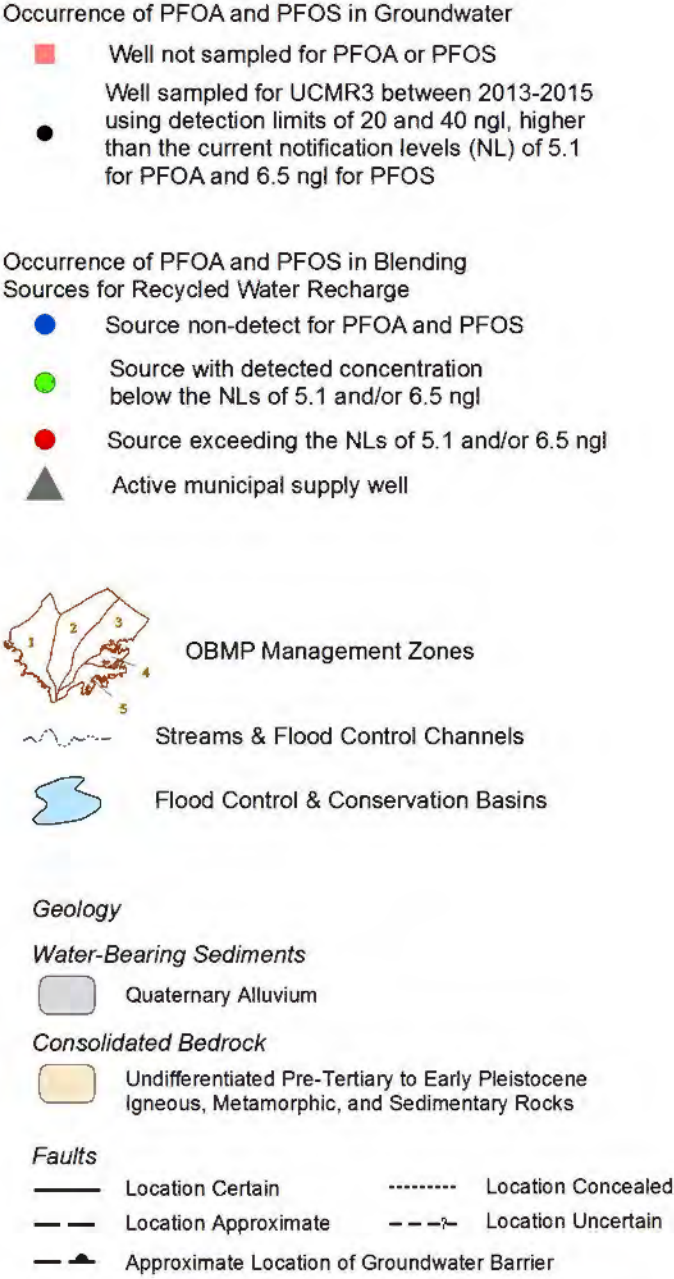 Occurrence of PFOA and PFOS in Groundwater
Well not sampled for PFOA or PFOS
Well sampled for UCMR3 between 2013-2015
using detection limits of 20 and 40 ngl, higher
than the current notification levels (NL) of 5.1
for PFOA and 6.5 ngl for PFOS
Occurrence of PFOA and PFOS in Blending
Sources for Recycled Water Recharge
Source non-detect for PFOA and PFOS
Source with detected concentration
below the NLs of 5.1 and/or 6.5 ngl
Source exceeding the NLs of 5.1 and/or 6.5 ngl
Active municipal supply well
1
2
3
4
5
OBMP Management Zones
Streams & Flood Control Channels
Flood Control & Conservation Basins
Geology
Water-Bearing Sediments
Quaternary Alluvium
Consolidated Bedrock
Undifferentiated Pre-Tertiary to Early Pleistocene
Igneous, Metamorphic, and Sedimentary Rocks
Faults
Location Certain
Location Concealed
Location Approximate
?
Location Uncertain
Approximate Location of Groundwater Barrier